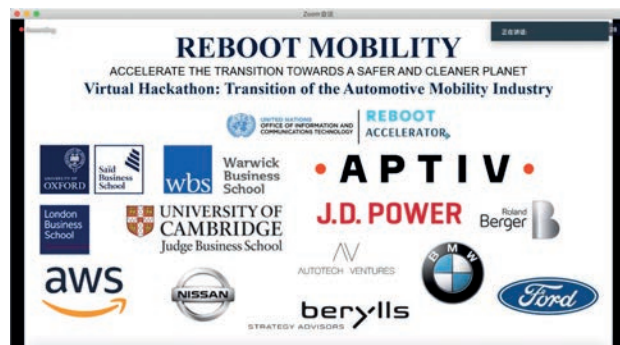 Zoom 会议
Recording
正在讲话:
REBOOT MOBILITY
ACCELERATE THE TRANSITION TOWARDS A SAFER AND CLEANER PLANET
Virtual Hackathon: Transition of the Automotive Mobility Industry
UNITED NATIONS
OFFICE OF INFORMATION AND
COMMUNICATIONS TECHNOLOGY
REBOOT
ACCELERATOR
UNIVERSITY OF
OXFORD
Saïd
Business
School
wbs
Warwick
Business
School
• A P T I V •
London
Business
School
UNIVERSITY OF
CAMBRIDGE
Judge Business School
J.D. POWER
Roland
Berger
B
AV
AUTOTECH VENTURES
BMW
aws
NISSAN
berylls
STRATEGY ADVISORS
Ford